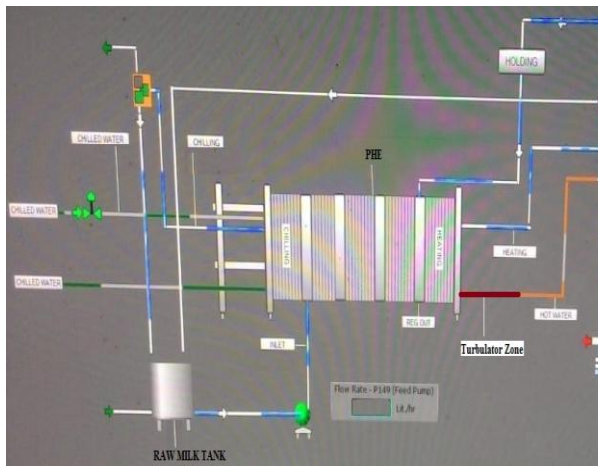 HOLDING
CHILLED WATER
CHILLING
PHE
CHILLED WATER
CHILLING
HEATING
HEATING
CHILLED WATER
REG OUT
HOT WATER
INLET
Turbulator Zone
Flow Rate - P149 (Feed Pump)
Lit./hr
RAW MILK TANK